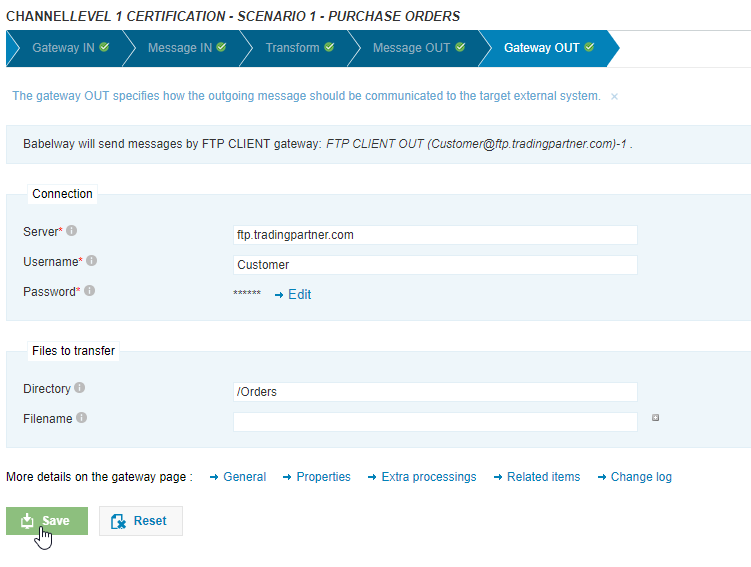 CHANNELLEVEL 1 CERTIFICATION - SCENARIO 1 - PURCHASE ORDERS
Gateway IN Message IN Transform Message OUT Gateway OUT
The gateway OUT specifies how the outgoing message should be communicated to the target external system. ×
Babelway will send messages by FTP CLIENT gateway: FTP CLIENT OUT (Customer@ftp.tradingpartner.com)-1 .
Connection
Server* ftp.tradingpartner.com
Username* Customer
Password* ****** Edit
Files to transfer
Directory /Orders
Filename
More details on the gateway page : General Properties Extra processings Related items Change log
Save Reset